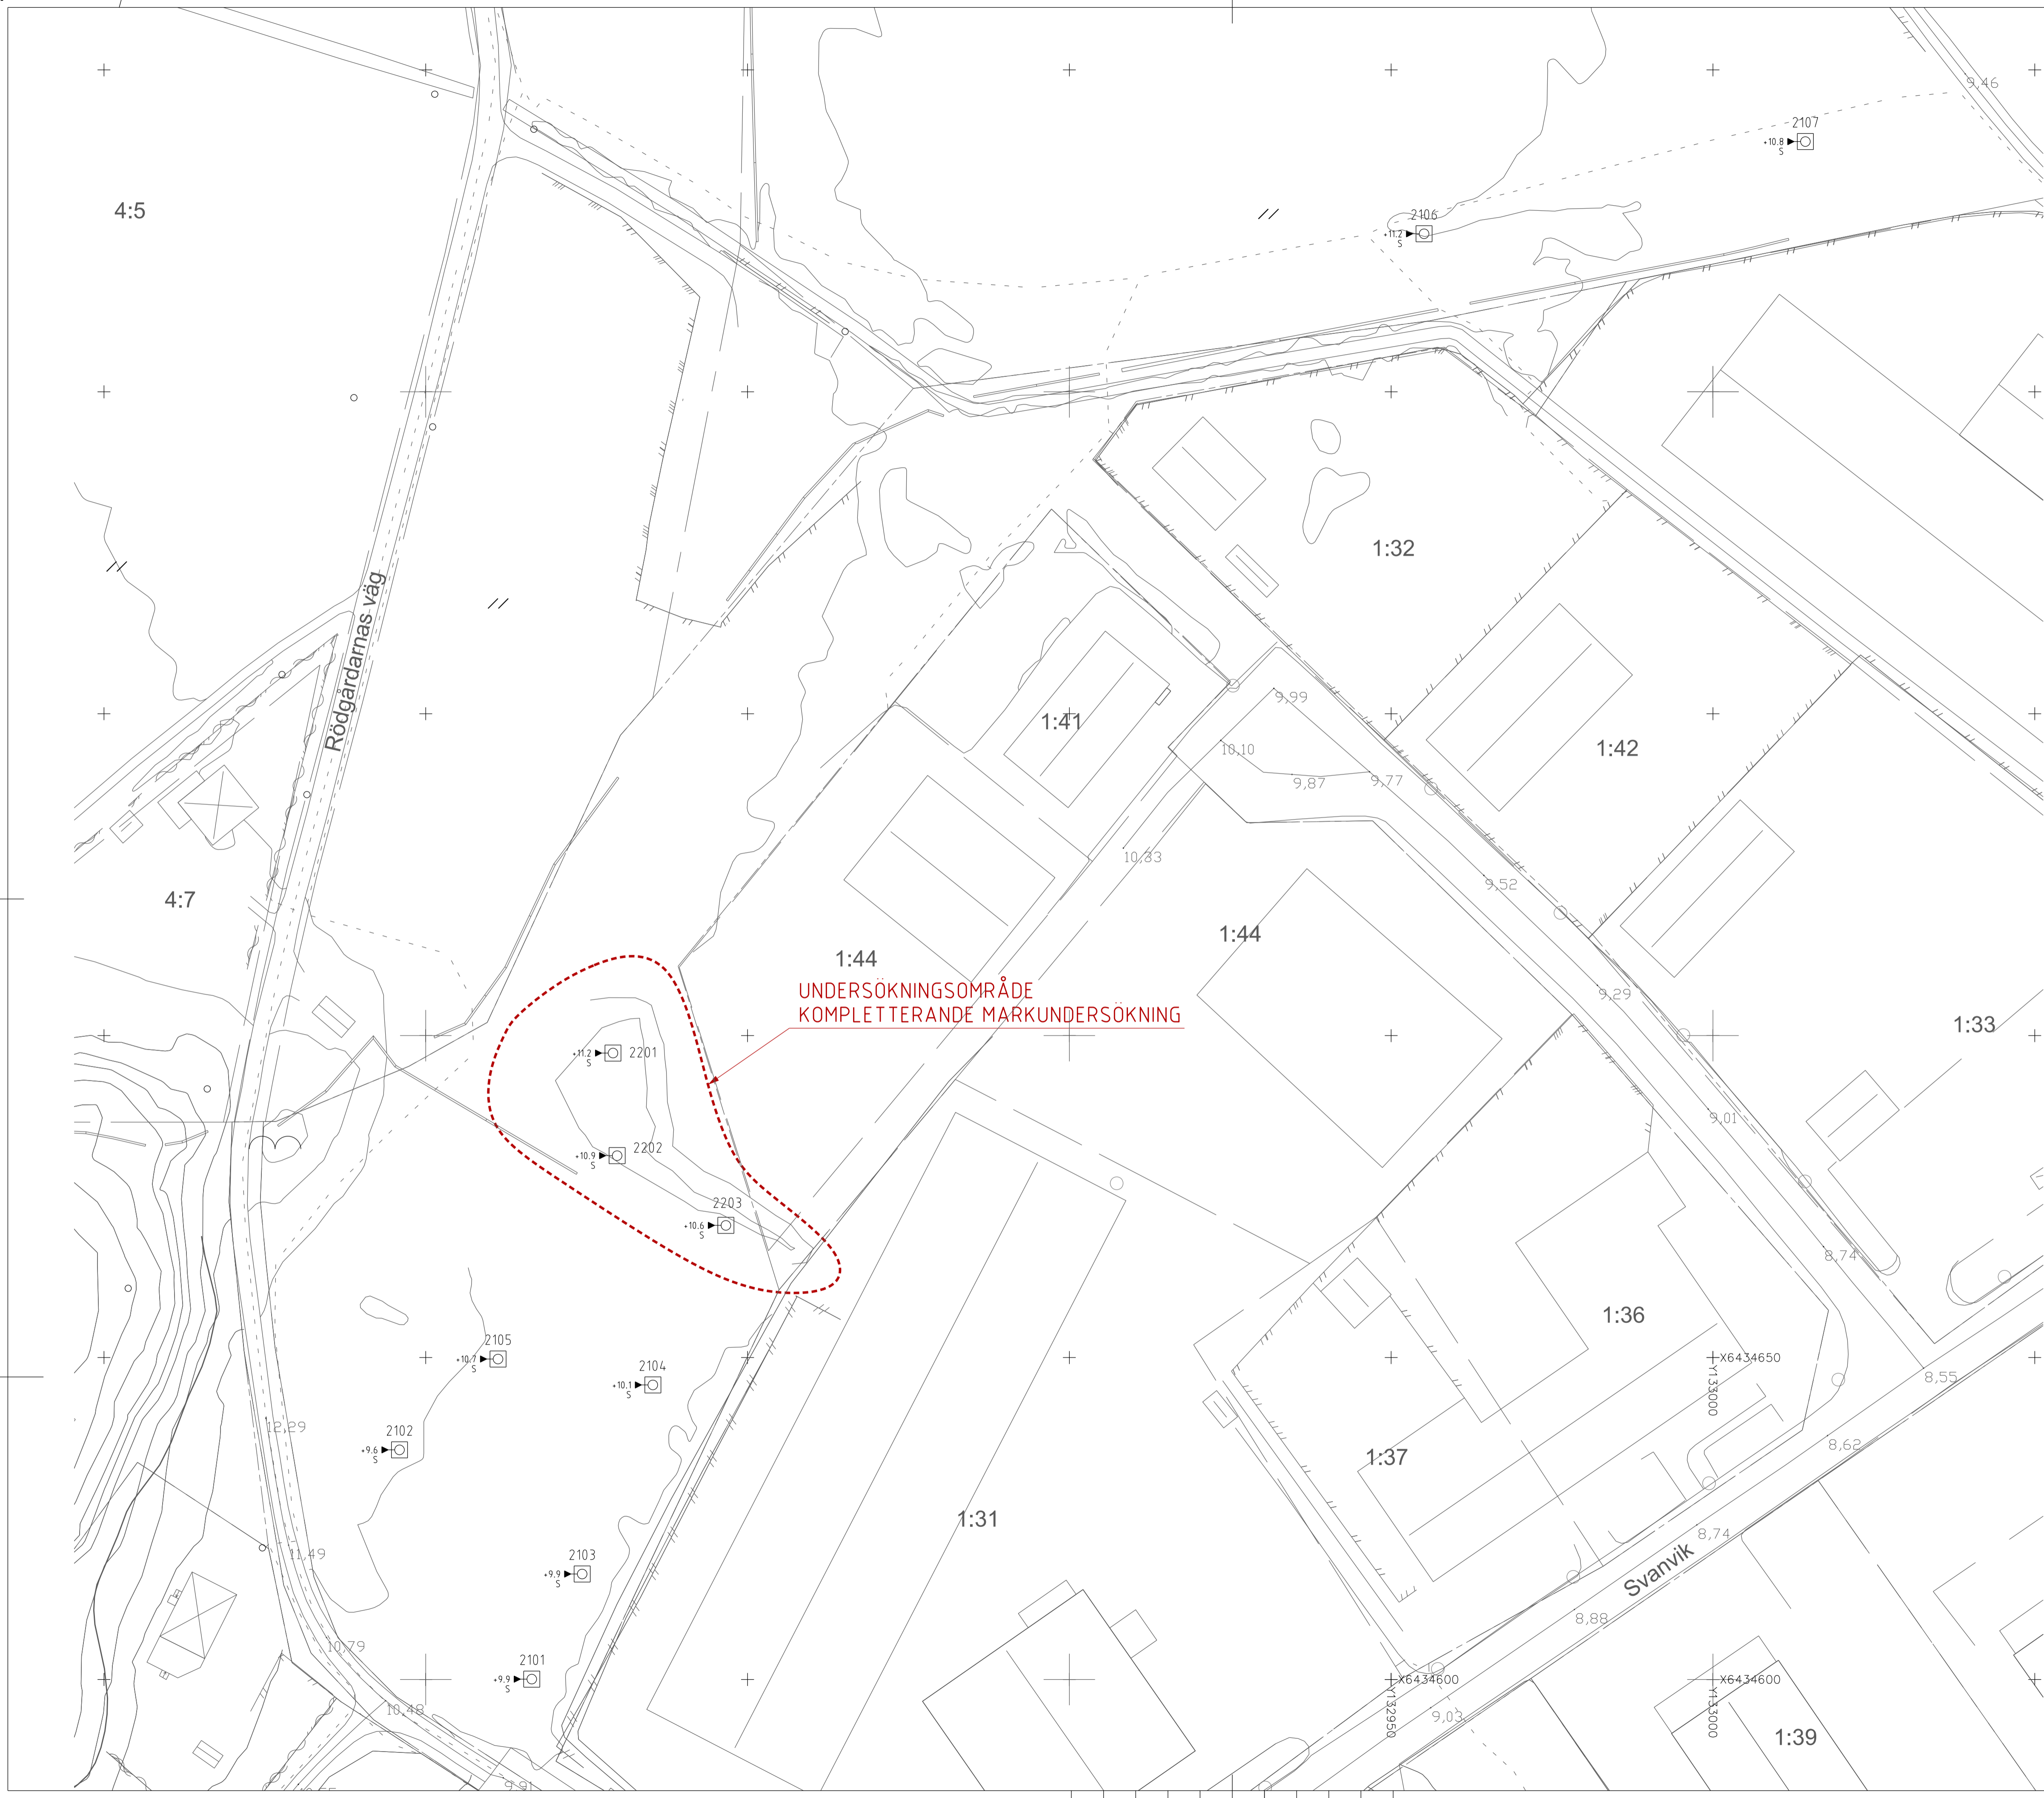 9,46
2107
+10.8
S
4:5
2106
+11.2
S
1:32
Rödgårdarnas väg
9,99
1:41
10,10
1:42
9,77
9,87
10,33
9,52
4:7
1:44
1:44
UNDERSÖKNINGSOMRÅDE
KOMPLETTERANDE MARKUNDERSÖKNING
9,29
1:33
+11.2
S
2201
9,01
2202
+10.9
S
2203
+10.6
S
8,74
1:36
2105
+10.7
S
2104
+10.1
S
X6434650
Y133000
8,55
12,29
2102
+9.6
S
8,62
1:37
1:31
8,74
11,49
2103
+9.9
S
Svanvik
8,88
10,79
2101
+9.9
S
X6434600
Y132950
X6434600
Y133000
10,48
9,03
1:39
9,91